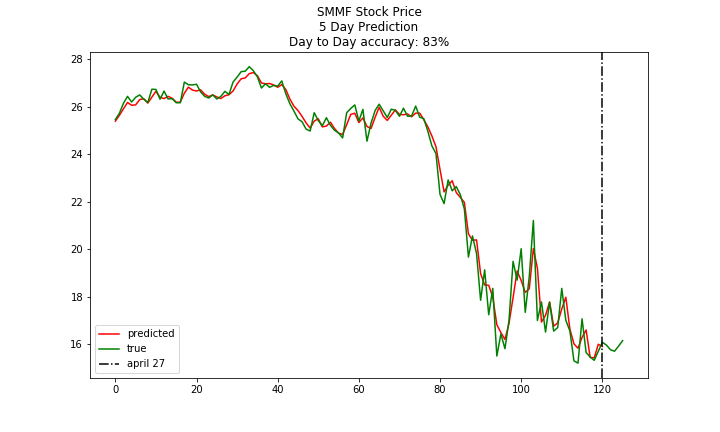 SMMF Stock Price
5 Day Prediction
Day to Day accuracy: 83%
28
26
24
22
20
18
16
predicted
true
april 27
0 20 40 60 80 100 120